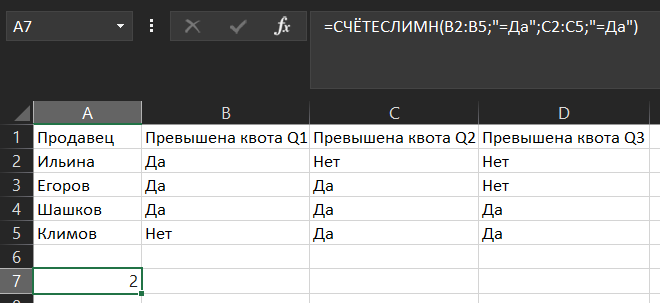 A7 fx =СЧЁТЕСЛИМН(B2:B5;"=Да";C2:C5;"=Да")
A B C D
1 Продавец Превышена квота Q1 Превышена квота Q2 Превышена квота Q3
2 Ильина Да Нет Нет
3 Егоров Да Да Нет
4 Шашков Да Да Да
5 Климов Нет Да Да
6
7 2